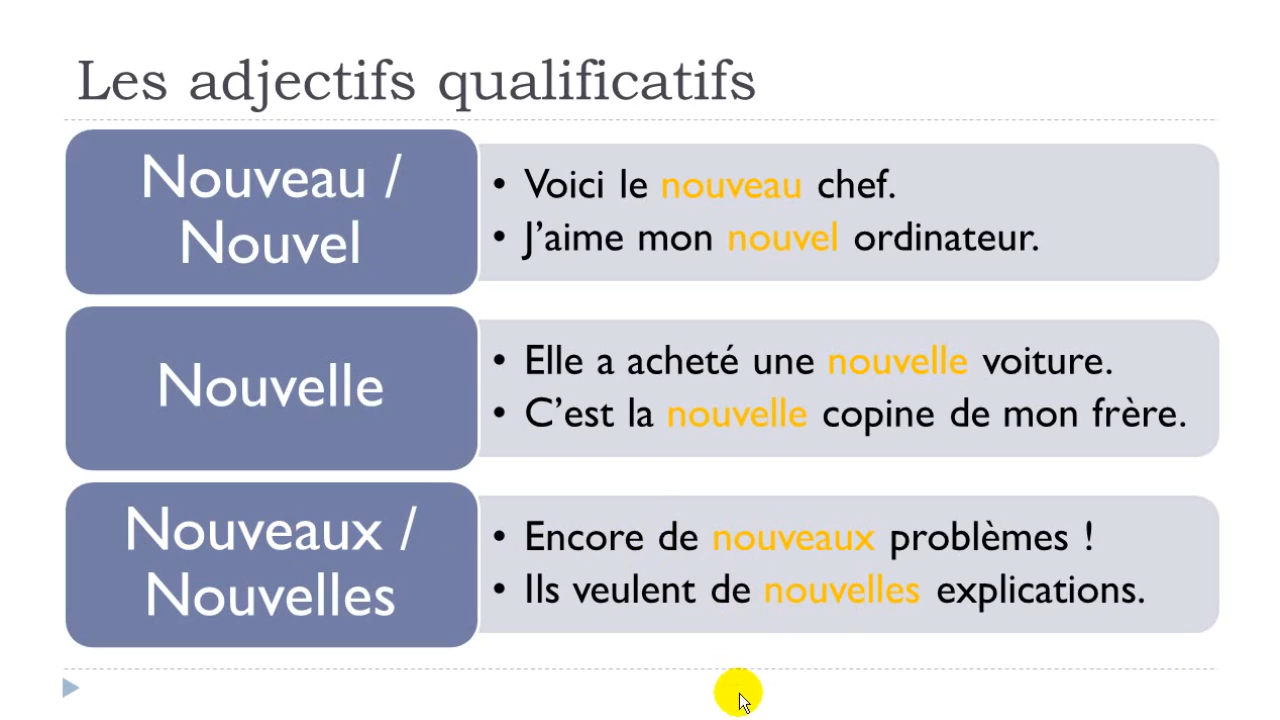 Les adjectifs qualificatifs
Nouveau /
Nouvel
• Voici le nouveau chef.
• J’aime mon nouvel ordinateur.
Nouvelle
• Elle a acheté une nouvelle voiture.
• C’est la nouvelle copine de mon frère.
Nouveaux /
Nouvelles
• Encore de nouveaux problèmes !
• Ils veulent de nouvelles explications.